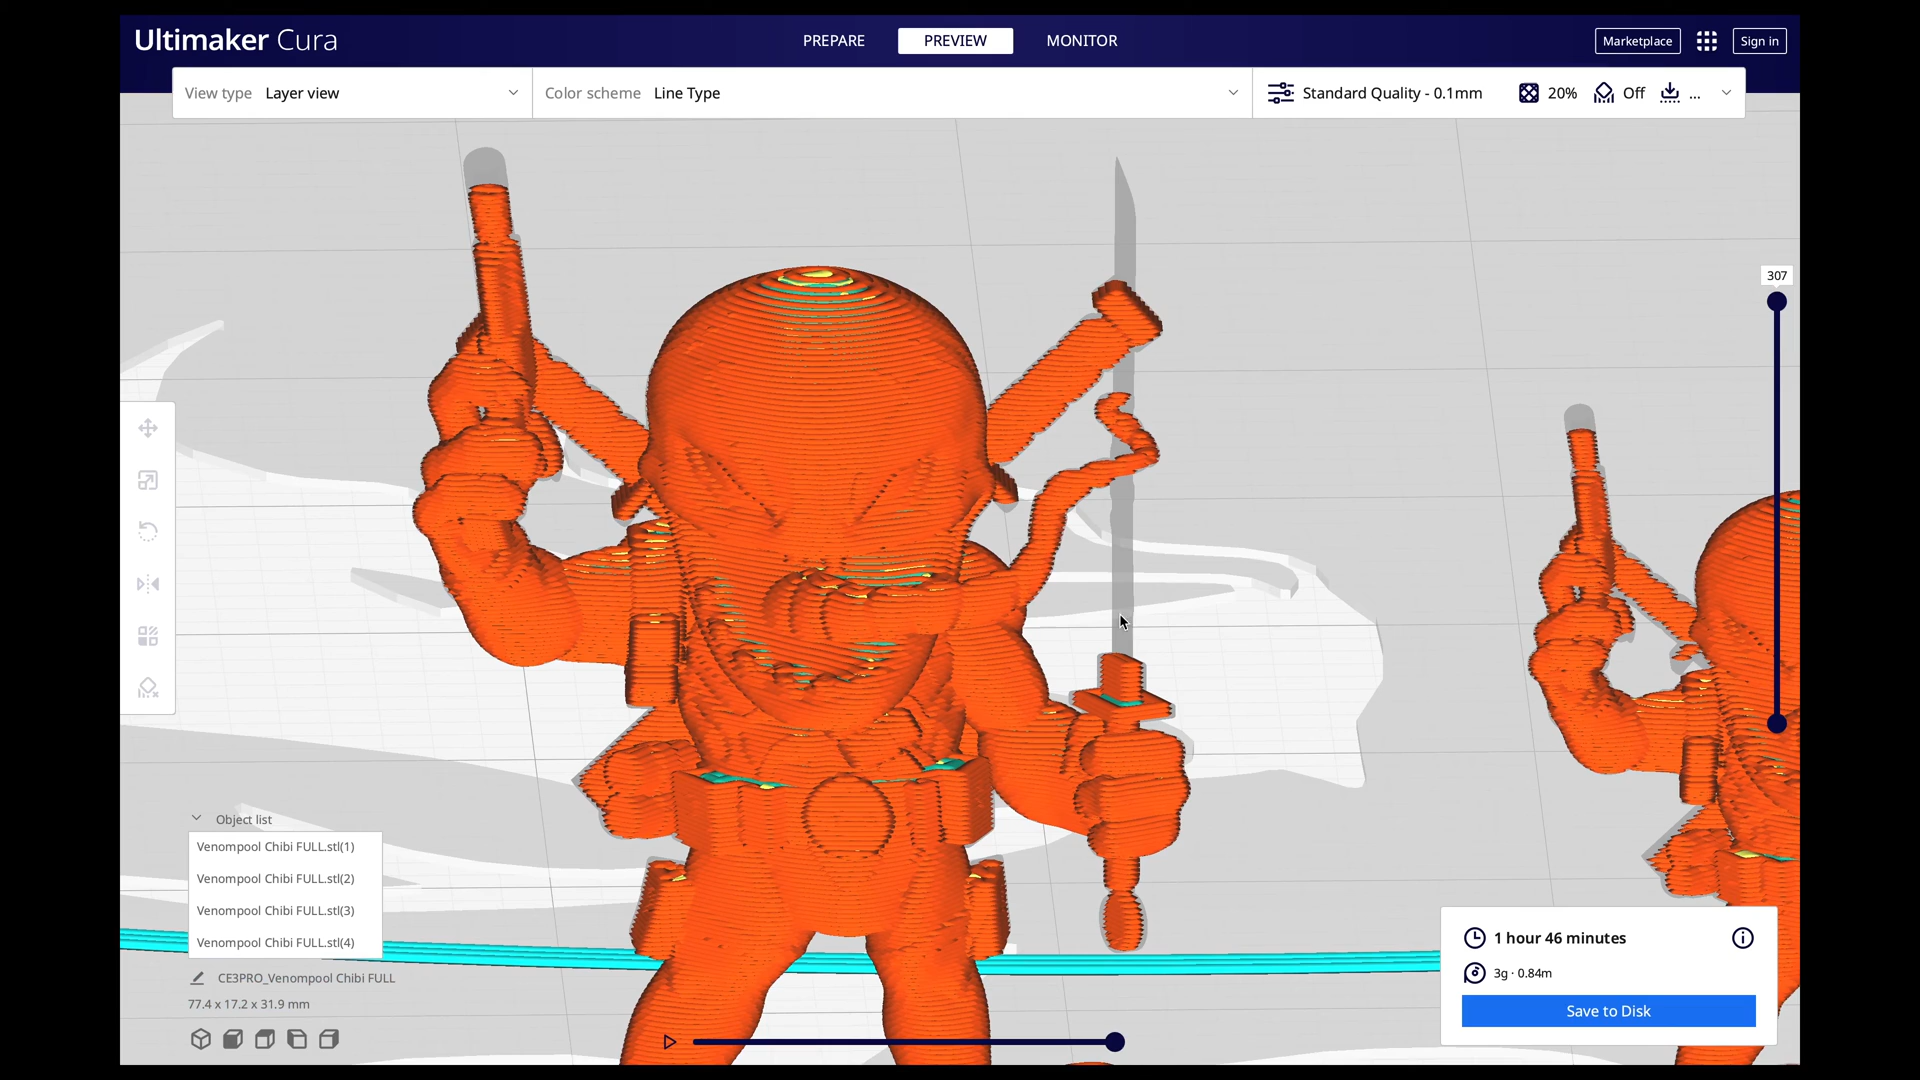 Ultimaker Cura
PREPARE PREVIEW MONITOR
Marketplace Sign in
View type Layer view
Color scheme Line Type
Standard Quality - 0.1mm 20% Off ...
307
Object list
Venompool Chibi FULL.stl(1)
Venompool Chibi FULL.stl(2)
Venompool Chibi FULL.stl(3)
Venompool Chibi FULL.stl(4)
CE3PRO_Venompool Chibi FULL
77.4 x 17.2 x 31.9 mm
1 hour 46 minutes
3g · 0.84m
Save to Disk